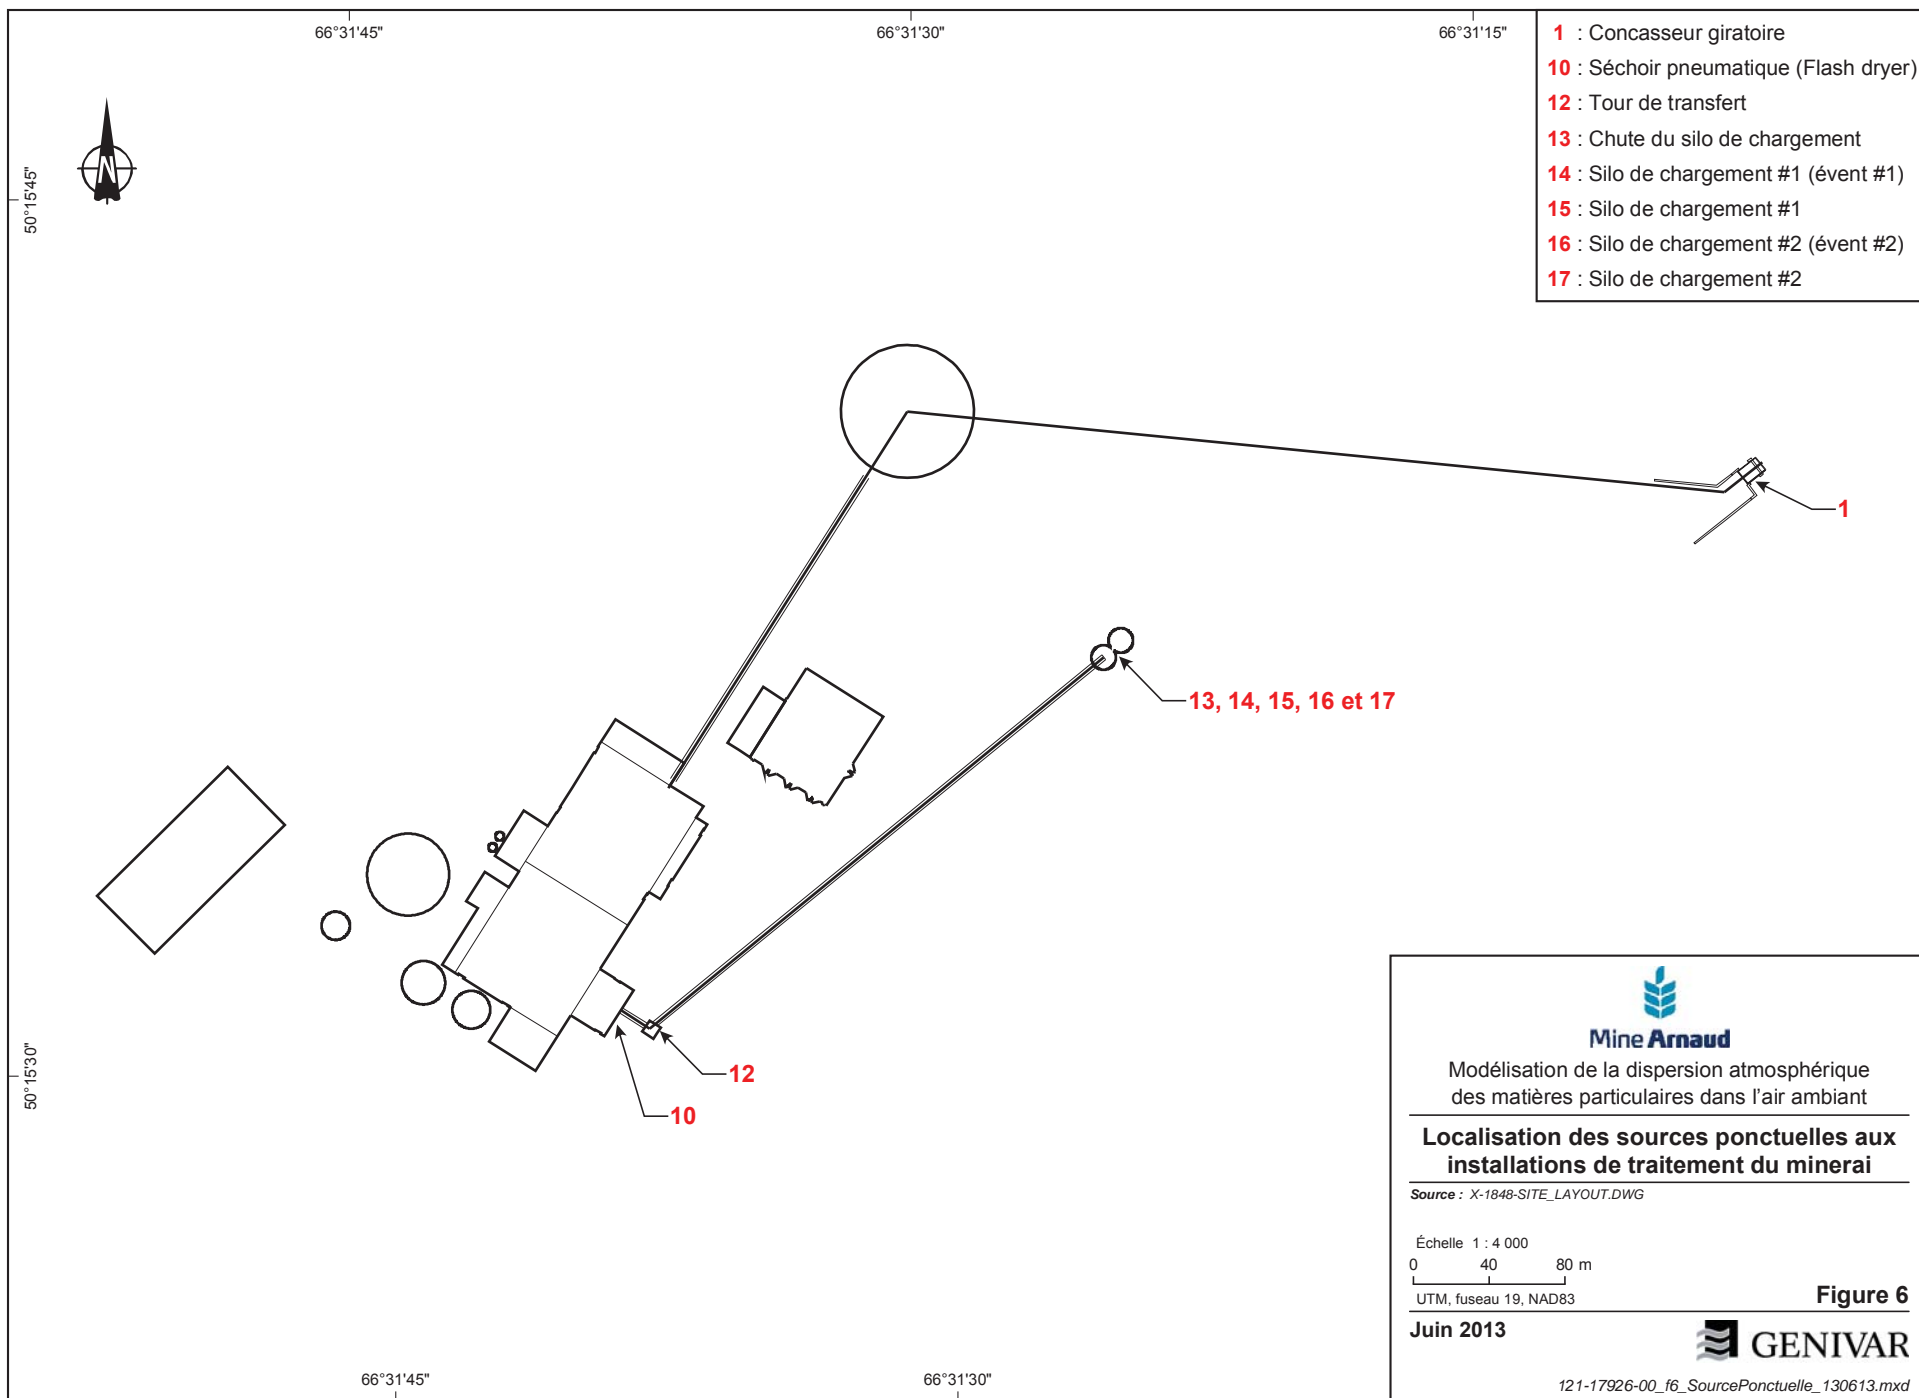 66°31'45" 66°31'30" 66°31'15"
1 : Concasseur giratoire
10 : Séchoir pneumatique (Flash dryer)
12 : Tour de transfert
13 : Chute du silo de chargement
14 : Silo de chargement #1 (évent #1)
15 : Silo de chargement #1
16 : Silo de chargement #2 (évent #2)
17 : Silo de chargement #2
N
50°15'45"
1
13, 14, 15, 16 et 17
12
10
50°15'30"
Mine Arnaud
Modélisation de la dispersion atmosphérique
des matières particulaires dans l'air ambiant
Localisation des sources ponctuelles aux
installations de traitement du minerai
Source : X-1848-SITE_LAYOUT.DWG
Échelle 1 : 4 000
0 40 80 m
UTM, fuseau 19, NAD83
Figure 6
Juin 2013
GENIVAR
121-17926-00_f6_SourcePonctuelle_130613.mxd
66°31'45" 66°31'30"